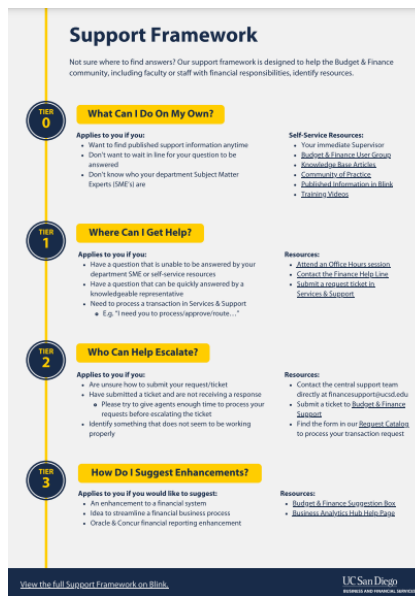 Support Framework
Not sure where to find answers? Our support framework is designed to help the Budget & Finance
community, including faculty or staff with financial responsibilities, identify resources.
TIER
0
What Can I Do On My Own?
Applies to you if you:
• Want to find published support information anytime
• Don't want to wait in line for your question to be
answered
• Don't know who your department Subject Matter
Experts (SME's) are
Self-Service Resources:
• Your immediate Supervisor
• Budget & Finance User Group
• Knowledge Base Articles
• Community of Practice
• Published Information in Blink
• Training Videos
TIER
1
Where Can I Get Help?
Applies to you if you:
• Have a question that is unable to be answered by your
department SME or self-service resources
• Have a question that can be quickly answered by a
knowledgeable representative
• Need to process a transaction in Services & Support
E.g. "I need you to process/approve/route…"
Resources:
• Attend an Office Hours session
• Contact the Finance Help Line
• Submit a request ticket in
Services & Support
TIER
2
Who Can Help Escalate?
Applies to you if you:
• Are unsure how to submit your request/ticket
• Have submitted a ticket and are not receiving a response
Please try to give agents enough time to process your
requests before escalating the ticket
• Identify something that does not seem to be working
properly
Resources:
• Contact the central support team
directly at financesupport@ucsd.edu
• Submit a ticket to Budget & Finance
Support
• Find the form in our Request Catalog
to process your transaction request
TIER
3
How Do I Suggest Enhancements?
Applies to you if you would like to suggest:
• An enhancement to a financial system
• Idea to streamline a financial business process
• Oracle & Concur financial reporting enhancement
Resources:
• Budget & Finance Suggestion Box
• Business Analytics Hub Help Page
View the full Support Framework on Blink.
UC San Diego
BUSINESS AND FINANCIAL SERVICES